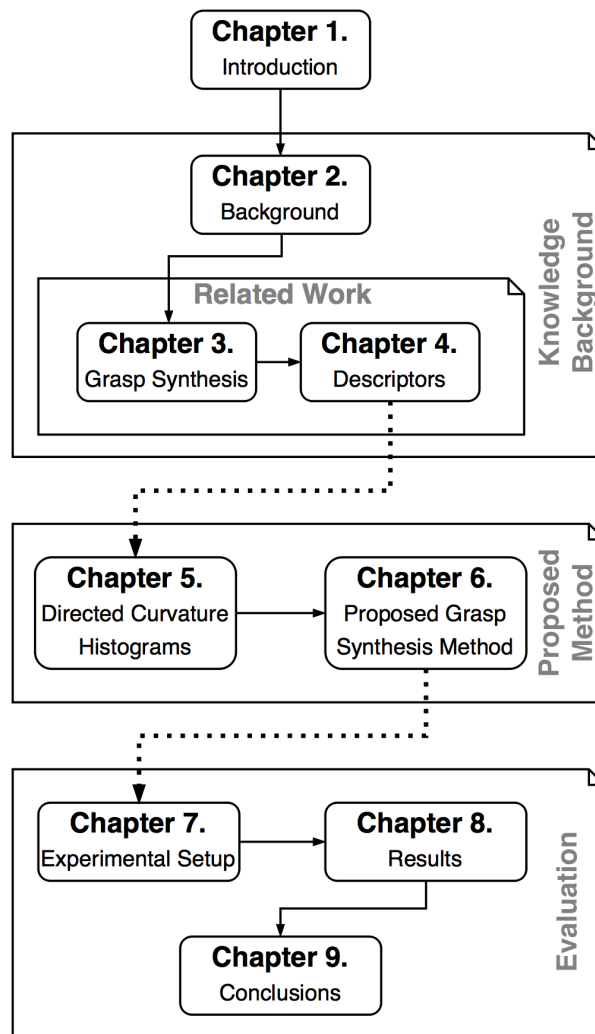 Chapter 1.
Introduction
Chapter 2.
Background
Knowledge
Background
Related Work
Chapter 3.
Grasp Synthesis
Chapter 4.
Descriptors
Chapter 5.
Directed Curvature
Histograms
Chapter 6.
Proposed Grasp
Synthesis Method
Proposed
Method
Chapter 7.
Experimental Setup
Chapter 8.
Results
Chapter 9.
Conclusions
Evaluation